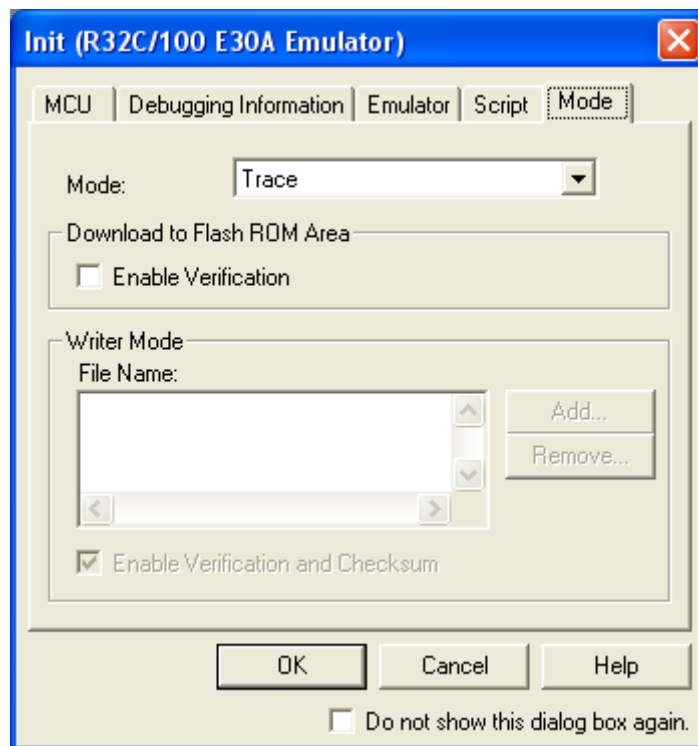 Init (R32C/100 E30A Emulator)
MCU Debugging Information Emulator Script Mode
Mode: Trace
Download to Flash ROM Area
Enable Verification
Writer Mode
File Name:
Add...
Remove...
Enable Verification and Checksum
OK Cancel Help
Do not show this dialog box again.